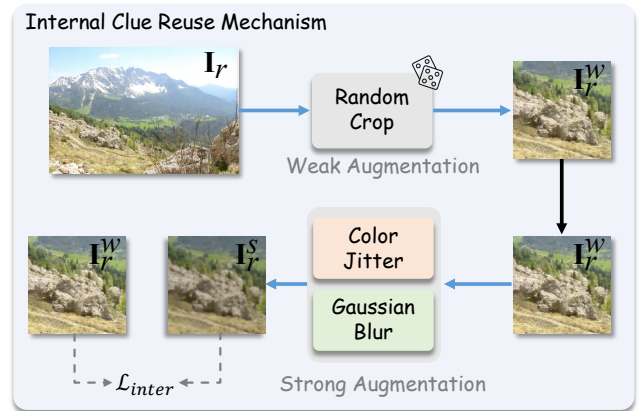 Internal Clue Reuse Mechanism
I_r
Random
Crop
I_r^w
Weak Augmentation
I_r^w
I_r^s
Color
Jitter
Gaussian
Blur
I_r^w
ℒ_inter
Strong Augmentation